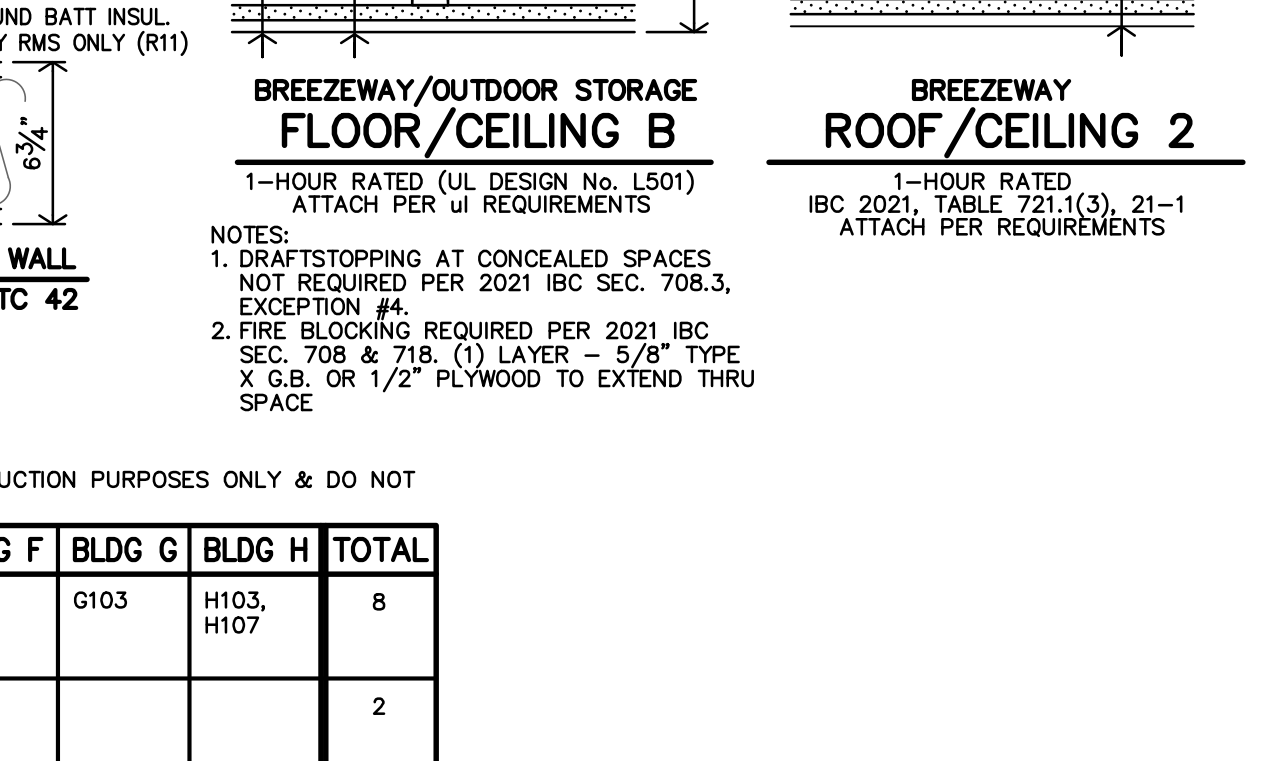 UND BATT INSUL.
Y RMS ONLY (R11)
6¾"
WALL
TC 42
BREEZEWAY/OUTDOOR STORAGE
FLOOR/CEILING B
1-HOUR RATED (UL DESIGN No. L501)
ATTACH PER ul REQUIREMENTS
NOTES:
1. DRAFTSTOPPING AT CONCEALED SPACES
NOT REQUIRED PER 2021 IBC SEC. 708.3,
EXCEPTION #4.
2. FIRE BLOCKING REQUIRED PER 2021 IBC
SEC. 708 & 718. (1) LAYER - 5/8" TYPE
X G.B. OR 1/2" PLYWOOD TO EXTEND THRU
SPACE
BREEZEWAY
ROOF/CEILING 2
1-HOUR RATED
IBC 2021, TABLE 721.1(3), 21-1
ATTACH PER REQUIREMENTS
UCTION PURPOSES ONLY & DO NOT
G F BLDG G BLDG H TOTAL
G103 H103, 8
H107
2